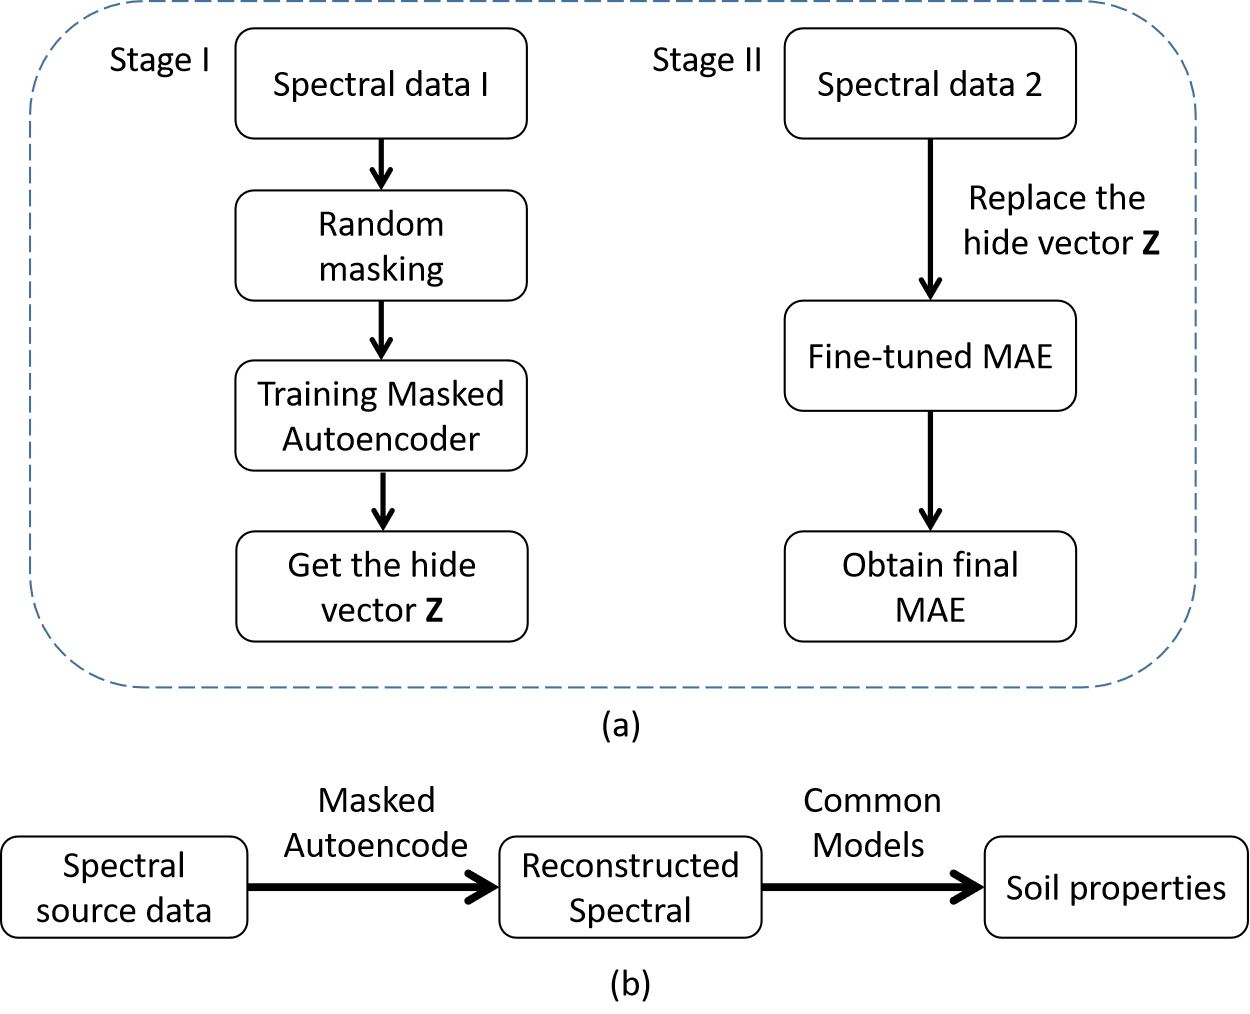 Stage I
Spectral data I
Random
masking
Training Masked
Autoencoder
Get the hide
vector Z
Stage II
Spectral data 2
Replace the
hide vector Z
Fine-tuned MAE
Obtain final
MAE
(a)
Spectral
source data
Masked
Autoencode
Reconstructed
Spectral
Common
Models
Soil properties
(b)